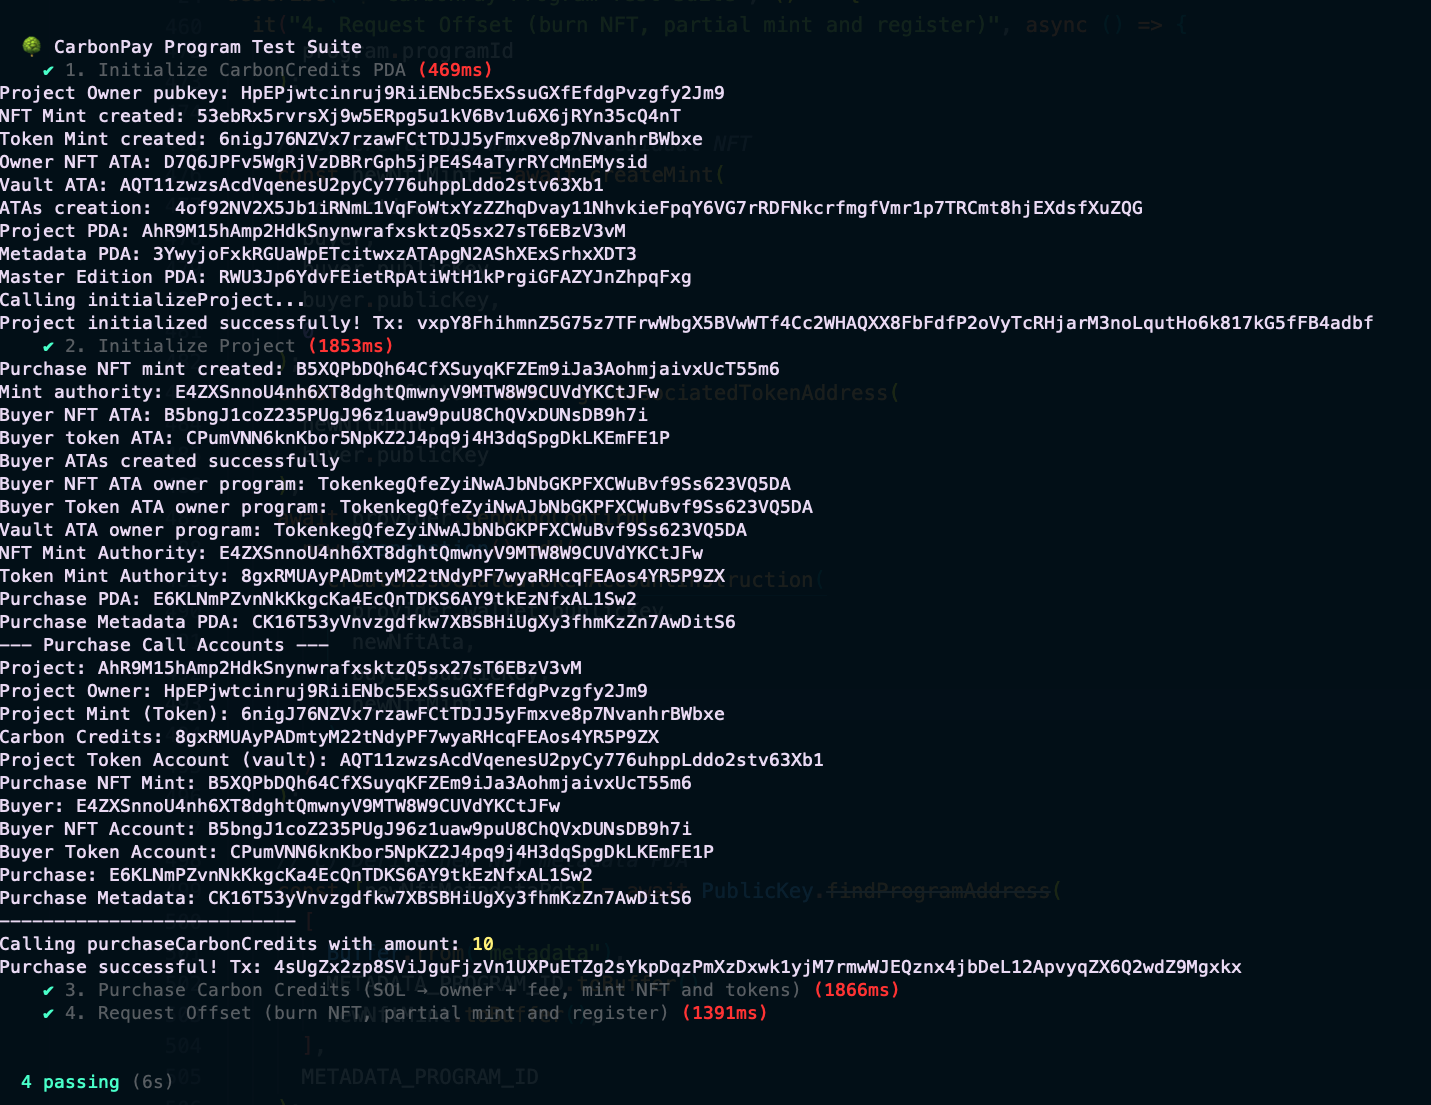 🌳 CarbonPay Program Test Suite
✔ 1. Initialize CarbonCredits PDA (469ms)
Project Owner pubkey: HpEPjwtcinruj9RiiENbc5ExSsuGXfEfdgPvzgfy2Jm9
NFT Mint created: 53ebRx5rvrsXj9w5ERpg5u1kV6Bv1u6X6jRYn35cQ4nT
Token Mint created: 6nigJ76NZVx7rzawFCtTDJJ5yFmxve8p7NvanhrBWbxe
Owner NFT ATA: D7Q6JPFv5WgRjVzDBRrGph5jPE4S4aTyrRYcMnEMysid
Vault ATA: AQT11zwzsAcdVqenesU2pyCy776uhppLddo2stv63Xb1
ATAs creation:  4of92NV2X5Jb1iRNmL1VqFoWtxYzZZhqDvay11NhvkieFpqY6VG7rRDFNkcrfmgfVmr1p7TRCmt8hjEXdsfXuZQG
Project PDA: AhR9M15hAmp2HdkSnynwrafxsktzQ5sx27sT6EBzV3vM
Metadata PDA: 3YwyjoFxkRGUaWpETcitwxzATApgN2AShXExSrhxXDT3
Master Edition PDA: RWU3Jp6YdvFEietRpAtiWtH1kPrgiGFAZYJnZhpqFxg
Calling initializeProject...
Project initialized successfully! Tx: vxpY8FhihmnZ5G75z7TFrwWbgX5BVwWTf4Cc2WHAQXX8FbFdfP2oVyTcRHjarM3noLqutHo6k817kG5fFB4adbf
✔ 2. Initialize Project (1853ms)
Purchase NFT mint created: B5XQPbDQh64CfXSuyqKFZEm9iJa3AohmjaivxUcT55m6
Mint authority: E4ZXSnnoU4nh6XT8dghtQmwnyV9MTW8W9CUVdYKCtJFw
Buyer NFT ATA: B5bngJ1coZ235PUgJ96z1uaw9puU8ChQVxDUNsDB9h7i
Buyer token ATA: CPumVNN6knKbor5NpKZ2J4pq9j4H3dqSpgDkLKEmFE1P
Buyer ATAs created successfully
Buyer NFT ATA owner program: TokenkegQfeZyiNwAJbNbGKPFXCWuBvf9Ss623VQ5DA
Buyer Token ATA owner program: TokenkegQfeZyiNwAJbNbGKPFXCWuBvf9Ss623VQ5DA
Vault ATA owner program: TokenkegQfeZyiNwAJbNbGKPFXCWuBvf9Ss623VQ5DA
NFT Mint Authority: E4ZXSnnoU4nh6XT8dghtQmwnyV9MTW8W9CUVdYKCtJFw
Token Mint Authority: 8gxRMUAyPADmtyM22tNdyPF7wyaRHcqFEAos4YR5P9ZX
Purchase PDA: E6KLNmPZvnNkKkgcKa4EcQnTDKS6AY9tkEzNfxAL1Sw2
Purchase Metadata PDA: CK16T53yVnvzgdfkw7XBSBHiUgXy3fhmKzZn7AwDitS6
--- Purchase Call Accounts ---
Project: AhR9M15hAmp2HdkSnynwrafxsktzQ5sx27sT6EBzV3vM
Project Owner: HpEPjwtcinruj9RiiENbc5ExSsuGXfEfdgPvzgfy2Jm9
Project Mint (Token): 6nigJ76NZVx7rzawFCtTDJJ5yFmxve8p7NvanhrBWbxe
Carbon Credits: 8gxRMUAyPADmtyM22tNdyPF7wyaRHcqFEAos4YR5P9ZX
Project Token Account (vault): AQT11zwzsAcdVqenesU2pyCy776uhppLddo2stv63Xb1
Purchase NFT Mint: B5XQPbDQh64CfXSuyqKFZEm9iJa3AohmjaivxUcT55m6
Buyer: E4ZXSnnoU4nh6XT8dghtQmwnyV9MTW8W9CUVdYKCtJFw
Buyer NFT Account: B5bngJ1coZ235PUgJ96z1uaw9puU8ChQVxDUNsDB9h7i
Buyer Token Account: CPumVNN6knKbor5NpKZ2J4pq9j4H3dqSpgDkLKEmFE1P
Purchase: E6KLNmPZvnNkKkgcKa4EcQnTDKS6AY9tkEzNfxAL1Sw2
Purchase Metadata: CK16T53yVnvzgdfkw7XBSBHiUgXy3fhmKzZn7AwDitS6
---------------------------
Calling purchaseCarbonCredits with amount: 10
Purchase successful! Tx: 4sUgZx2zp8SViJguFjzVn1UXPuETZg2sYkpDqzPmXzDxwk1yjM7rmwWJEQznx4jbDeL12ApvyqZX6Q2wdZ9Mgxkx
✔ 3. Purchase Carbon Credits (SOL → owner + fee, mint NFT and tokens) (1866ms)
✔ 4. Request Offset (burn NFT, partial mint and register) (1391ms)
4 passing (6s)